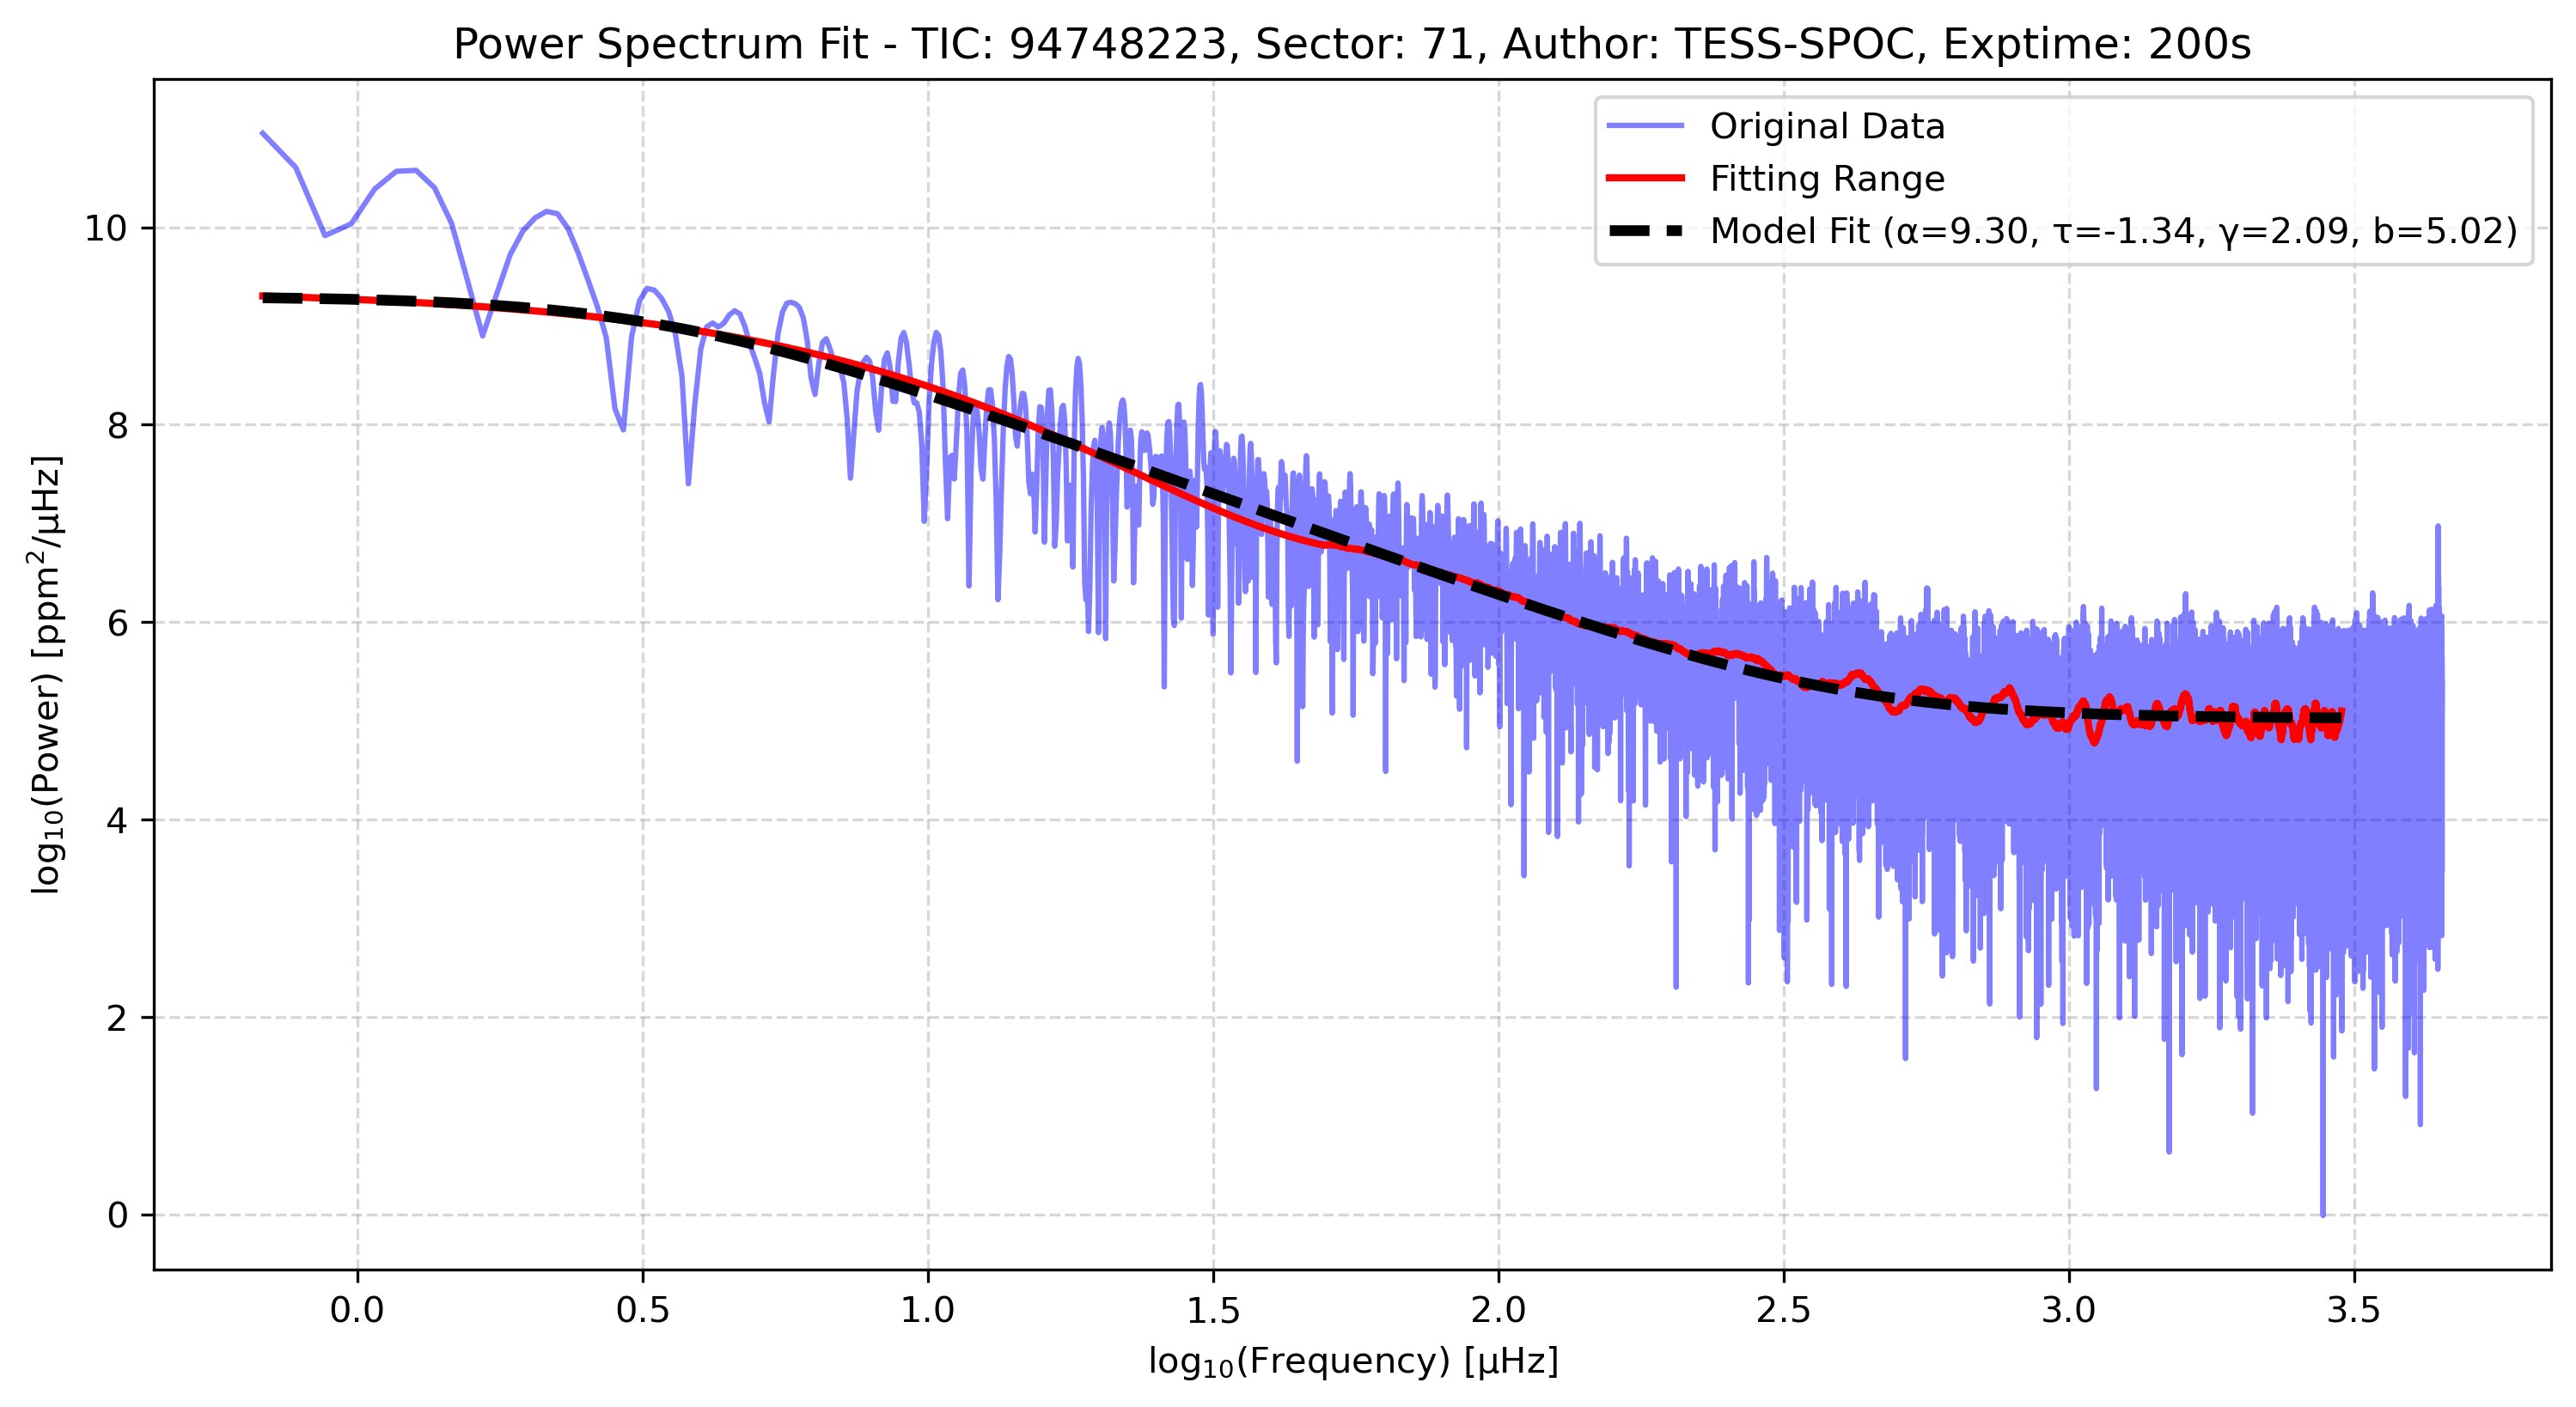 Power Spectrum Fit - TIC: 94748223, Sector: 71, Author: TESS-SPOC, Exptime: 200s
Original Data
Fitting Range
Model Fit (α=9.30, τ=-1.34, γ=2.09, b=5.02)
log₁₀(Power) [ppm²/μHz]
10
8
6
4
2
0
0.0 0.5 1.0 1.5 2.0 2.5 3.0 3.5
log₁₀(Frequency) [μHz]